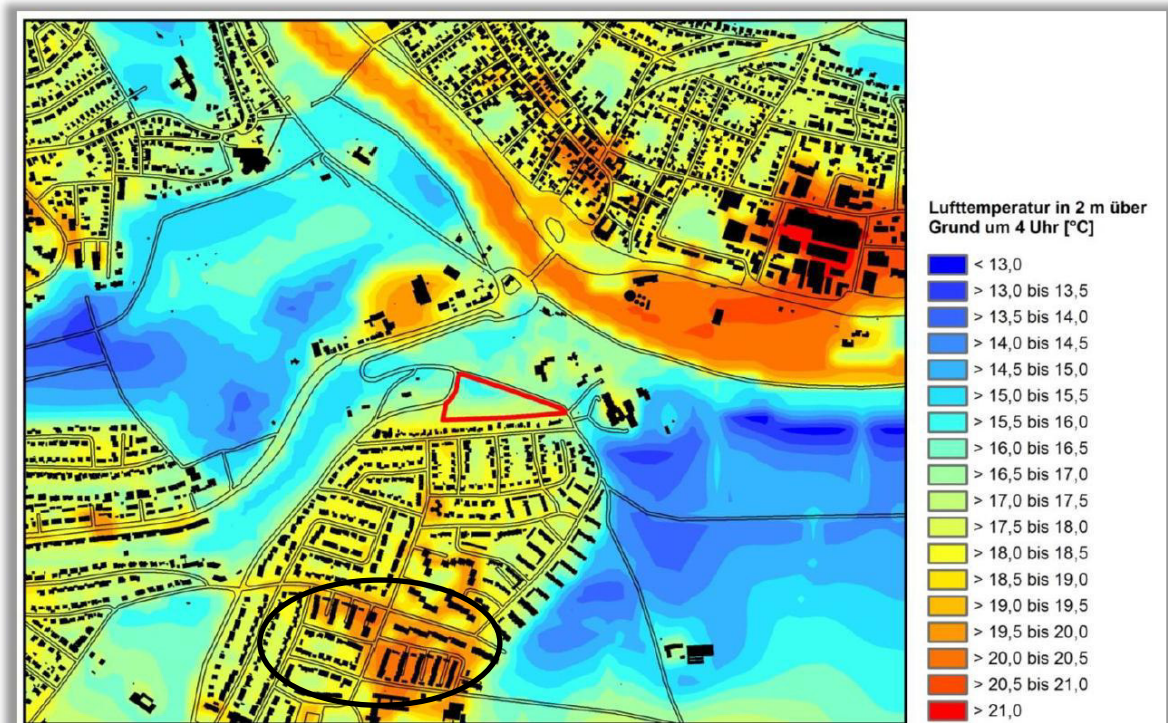 Lufttemperatur in 2 m über
Grund um 4 Uhr [°C]
< 13,0
> 13,0 bis 13,5
> 13,5 bis 14,0
> 14,0 bis 14,5
> 14,5 bis 15,0
> 15,0 bis 15,5
> 15,5 bis 16,0
> 16,0 bis 16,5
> 16,5 bis 17,0
> 17,0 bis 17,5
> 17,5 bis 18,0
> 18,0 bis 18,5
> 18,5 bis 19,0
> 19,0 bis 19,5
> 19,5 bis 20,0
> 20,0 bis 20,5
> 20,5 bis 21,0
> 21,0